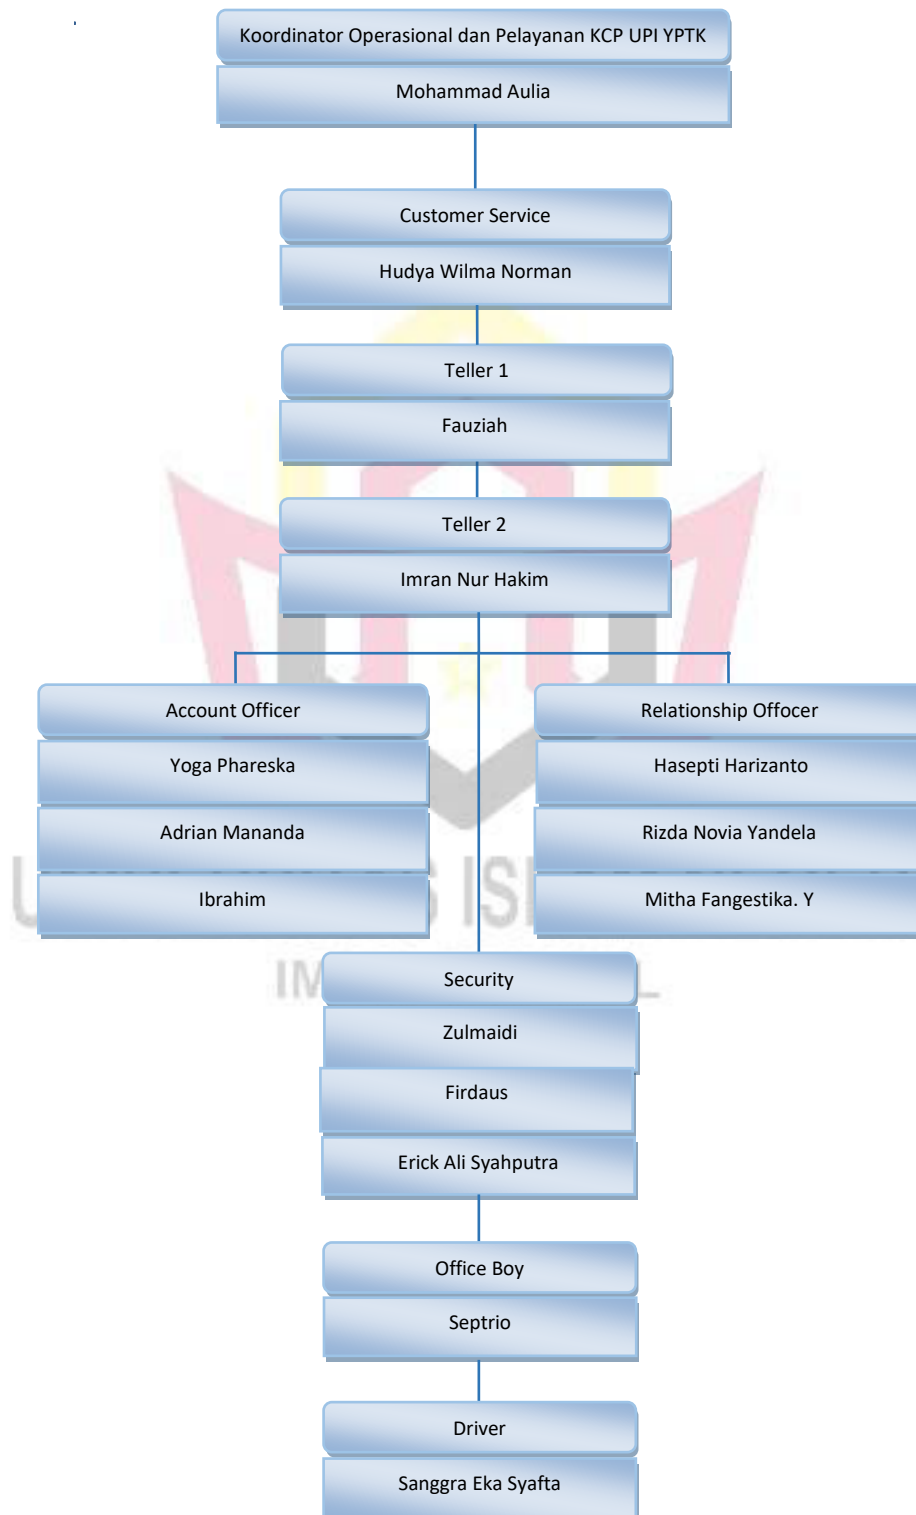 Koordinator Operasional dan Pelayanan KCP UPI YPTK
Mohammad Aulia
Customer Service
Hudya Wilma Norman
Teller 1
Fauziah
Teller 2
Imran Nur Hakim
Account Officer
Yoga Phareska
Adrian Mananda
Ibrahim
Relationship Offocer
Hasepti Harizanto
Rizda Novia Yandela
Mitha Fangestika. Y
Security
Zulmaidi
Firdaus
Erick Ali Syahputra
Office Boy
Septrio
Driver
Sanggra Eka Syafta